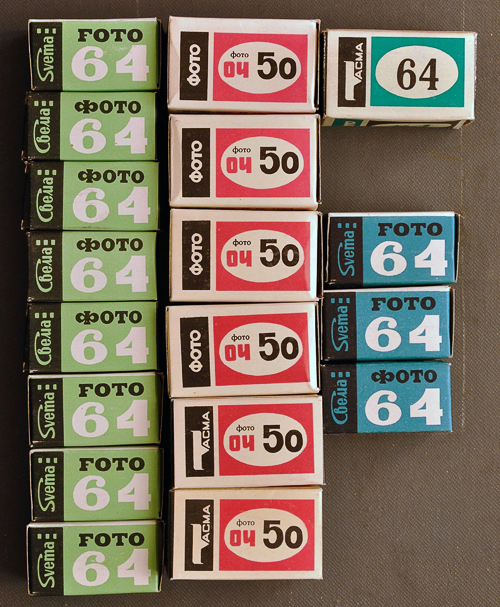 Svema
FOTO
64
Свема
ФОТО
64
Свема
ФОТО
64
Свема
ФОТО
64
Свема
ФОТО
64
Svema
FOTO
64
Svema
FOTO
64
Svema
FOTO
64
ФОТО
фото
оч 50
ФОТО
фото
оч 50
ФОТО
фото
оч 50
ФОТО
фото
оч 50
ТАСМА
фото
оч 50
ТАСМА
фото
оч 50
ТАСМА
64
Svema
FOTO
64
Svema
FOTO
64
Свема
ФОТО
64